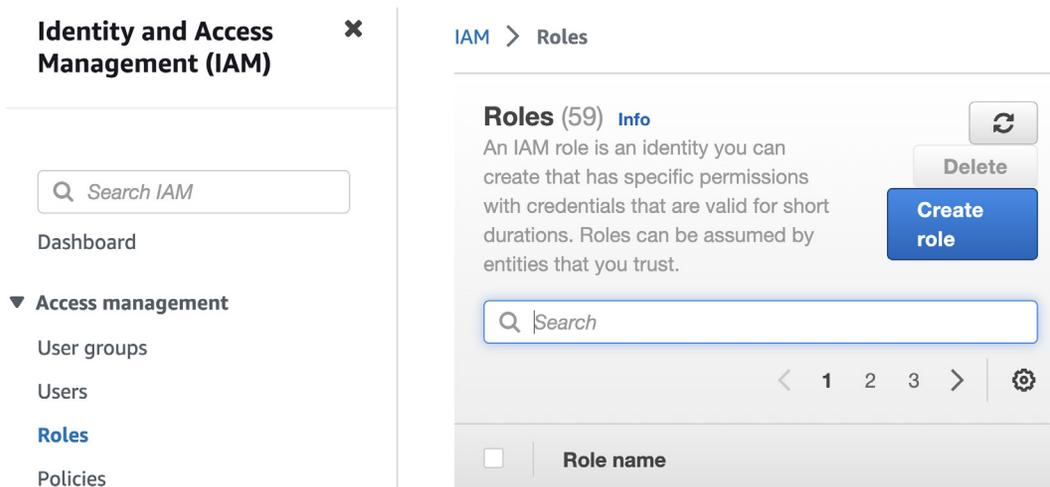 Identity and Access
Management (IAM)
Search IAM
Dashboard
Access management
User groups
Users
Roles
Policies
IAM > Roles
Roles (59) Info
An IAM role is an identity you can
create that has specific permissions
with credentials that are valid for short
durations. Roles can be assumed by
entities that you trust.
Delete
Create
role
Search
1 2 3
Role name